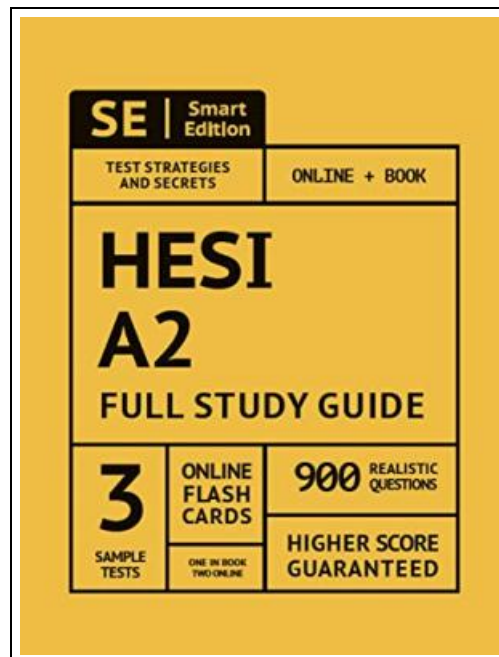 SE
Smart
Edition
TEST STRATEGIES
AND SECRETS
ONLINE + BOOK
HESI
A2
FULL STUDY GUIDE
3
SAMPLE
TESTS
ONLINE
FLASH
CARDS
ONE IN BOOK
TWO ONLINE
900
REALISTIC
QUESTIONS
HIGHER SCORE
GUARANTEED